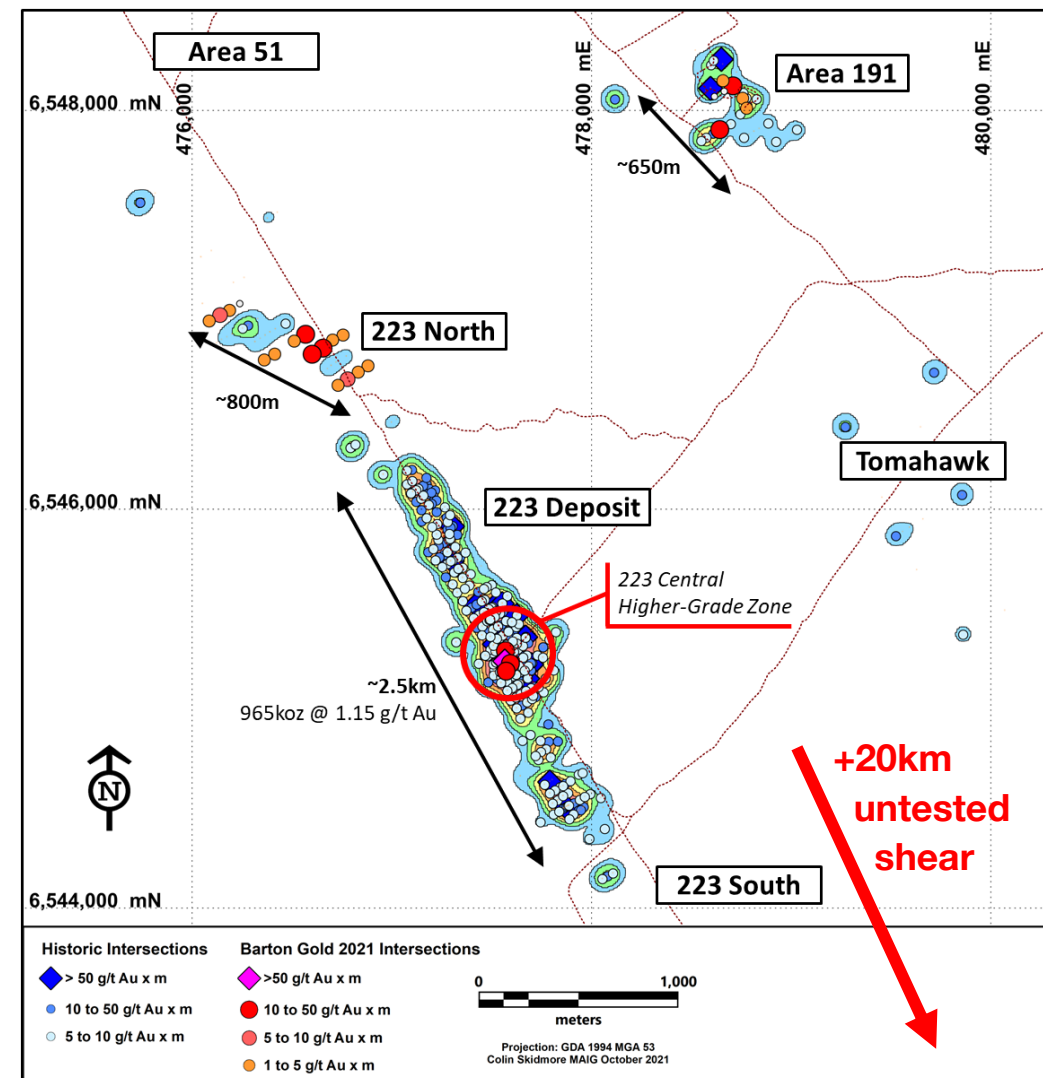 Area 51
Area 191
6,548,000 mN
476,000
478,000
mE
480,000
~650m
223 North
~800m
Tomahawk
6,546,000 mN
223 Deposit
223 Central
Higher-Grade Zone
~2.5km
965koz @ 1.15 g/t Au
N
+20km
untested
shear
223 South
6,544,000 mN
Historic Intersections
> 50 g/t Au x m
10 to 50 g/t Au x m
5 to 10 g/t Au x m
Barton Gold 2021 Intersections
>50 g/t Au x m
10 to 50 g/t Au x m
5 to 10 g/t Au x m
1 to 5 g/t Au x m
0 1,000
meters
Projection: GDA 1994 MGA 53
Colin Skidmore MAIG October 2021